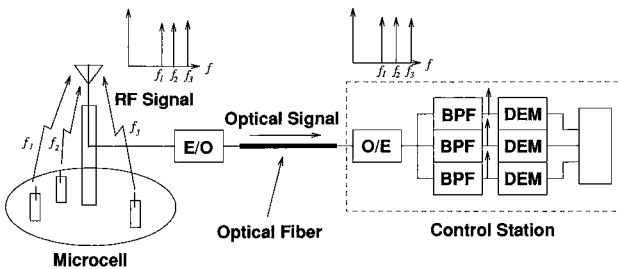 f1 f2 f3 f
f1 f2 f3 f
RF Signal
Optical Signal
f1
f2
f3
E/O
O/E
BPF
DEM
BPF
DEM
BPF
DEM
Optical Fiber
Control Station
Microcell